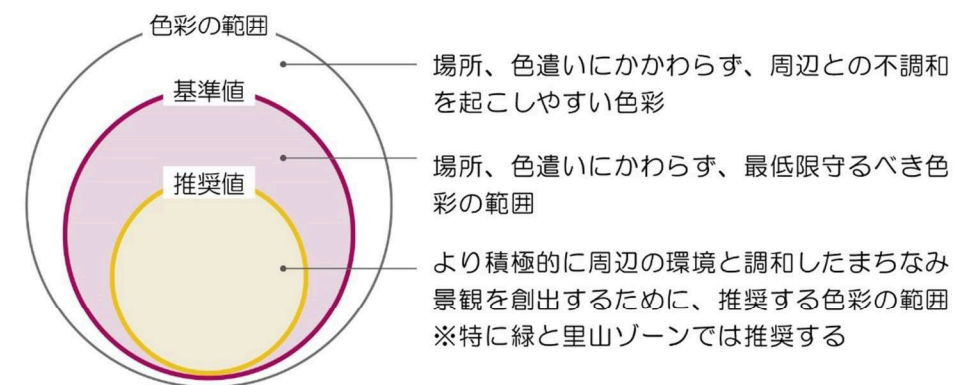 色彩の範囲
場所、色遣いにかかわらず、周辺との不調和
を起こしやすい色彩
基準値
場所、色遣いにかわらず、最低限守るべき色
彩の範囲
推奨値
より積極的に周辺の環境と調和したまちなみ
景観を創出するために、推奨する色彩の範囲
※特に緑と里山ゾーンでは推奨する